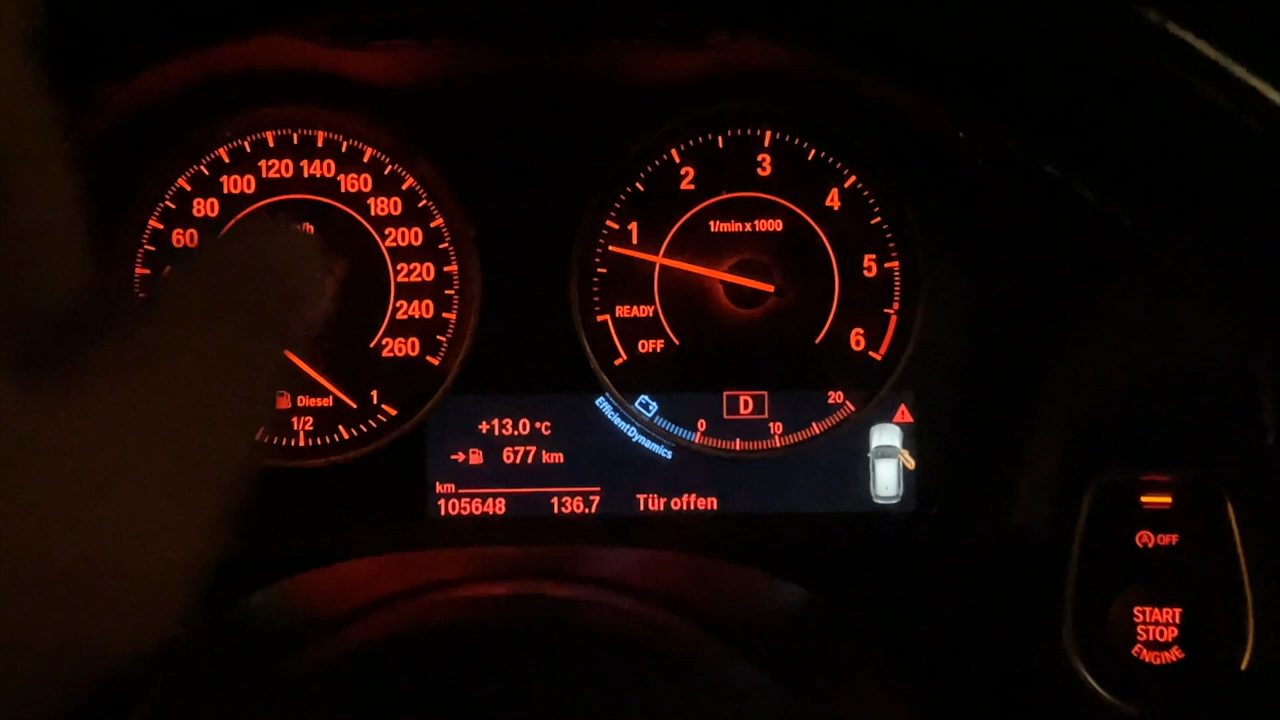 60
80
100
120
140
160
180
200
220
240
260
Diesel
1/2
1
1
2
3
4
5
6
1/min x 1000
READY
OFF
EfficientDynamics
D
0
10
20
+13.0 °C
677 km
km
105648 136.7
Tür offen
A OFF
START
STOP
ENGINE